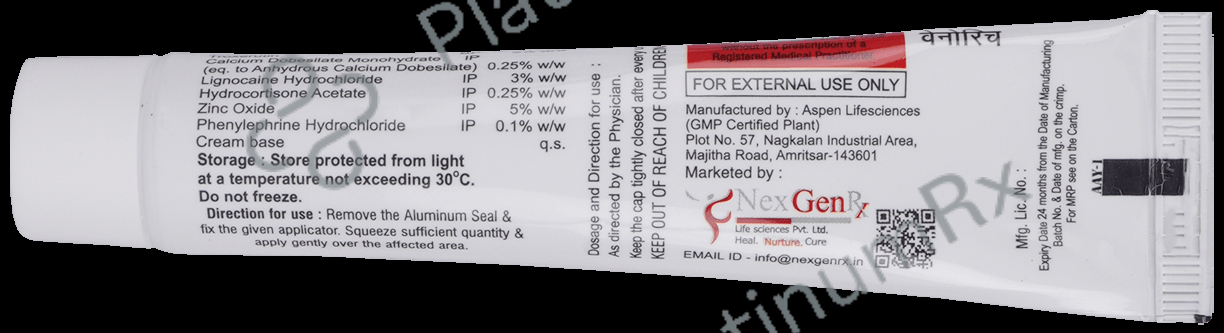 Calcium Dobesilate Monohydrate IP
(eq. to Anhydrous Calcium Dobesilate) 0.25% w/w
Lignocaine Hydrochloride IP 3% w/w
Hydrocortisone Acetate IP 0.25% w/w
Zinc Oxide IP 5% w/w
Phenylephrine Hydrochloride IP 0.1% w/w
Cream base q.s.
Storage : Store protected from light
at a temperature not exceeding 30°C.
Do not freeze.
Direction for use : Remove the Aluminum Seal &
fix the given applicator. Squeeze sufficient quantity &
apply gently over the affected area.
Dosage and Direction for use :
As directed by the Physician.
Keep the cap tightly closed after every
KEEP OUT OF REACH OF CHILDREN
without the prescription of a
Registered Medical Practitioner
FOR EXTERNAL USE ONLY
Manufactured by : Aspen Lifesciences
(GMP Certified Plant)
Plot No. 57, Nagkalan Industrial Area,
Majitha Road, Amritsar-143601
Marketed by :
NexGenRx
Life sciences Pvt. Ltd.
Heal. Nurture. Cure
EMAIL ID - info@nexgenrx.in
वेनोरिच
Mfg. Lic. No. :
Expiry Date 24 months from the Date of Manufacturing
Batch No. & Date of mfg. on the crimp.
For MRP see on the Carton.
AAY-1